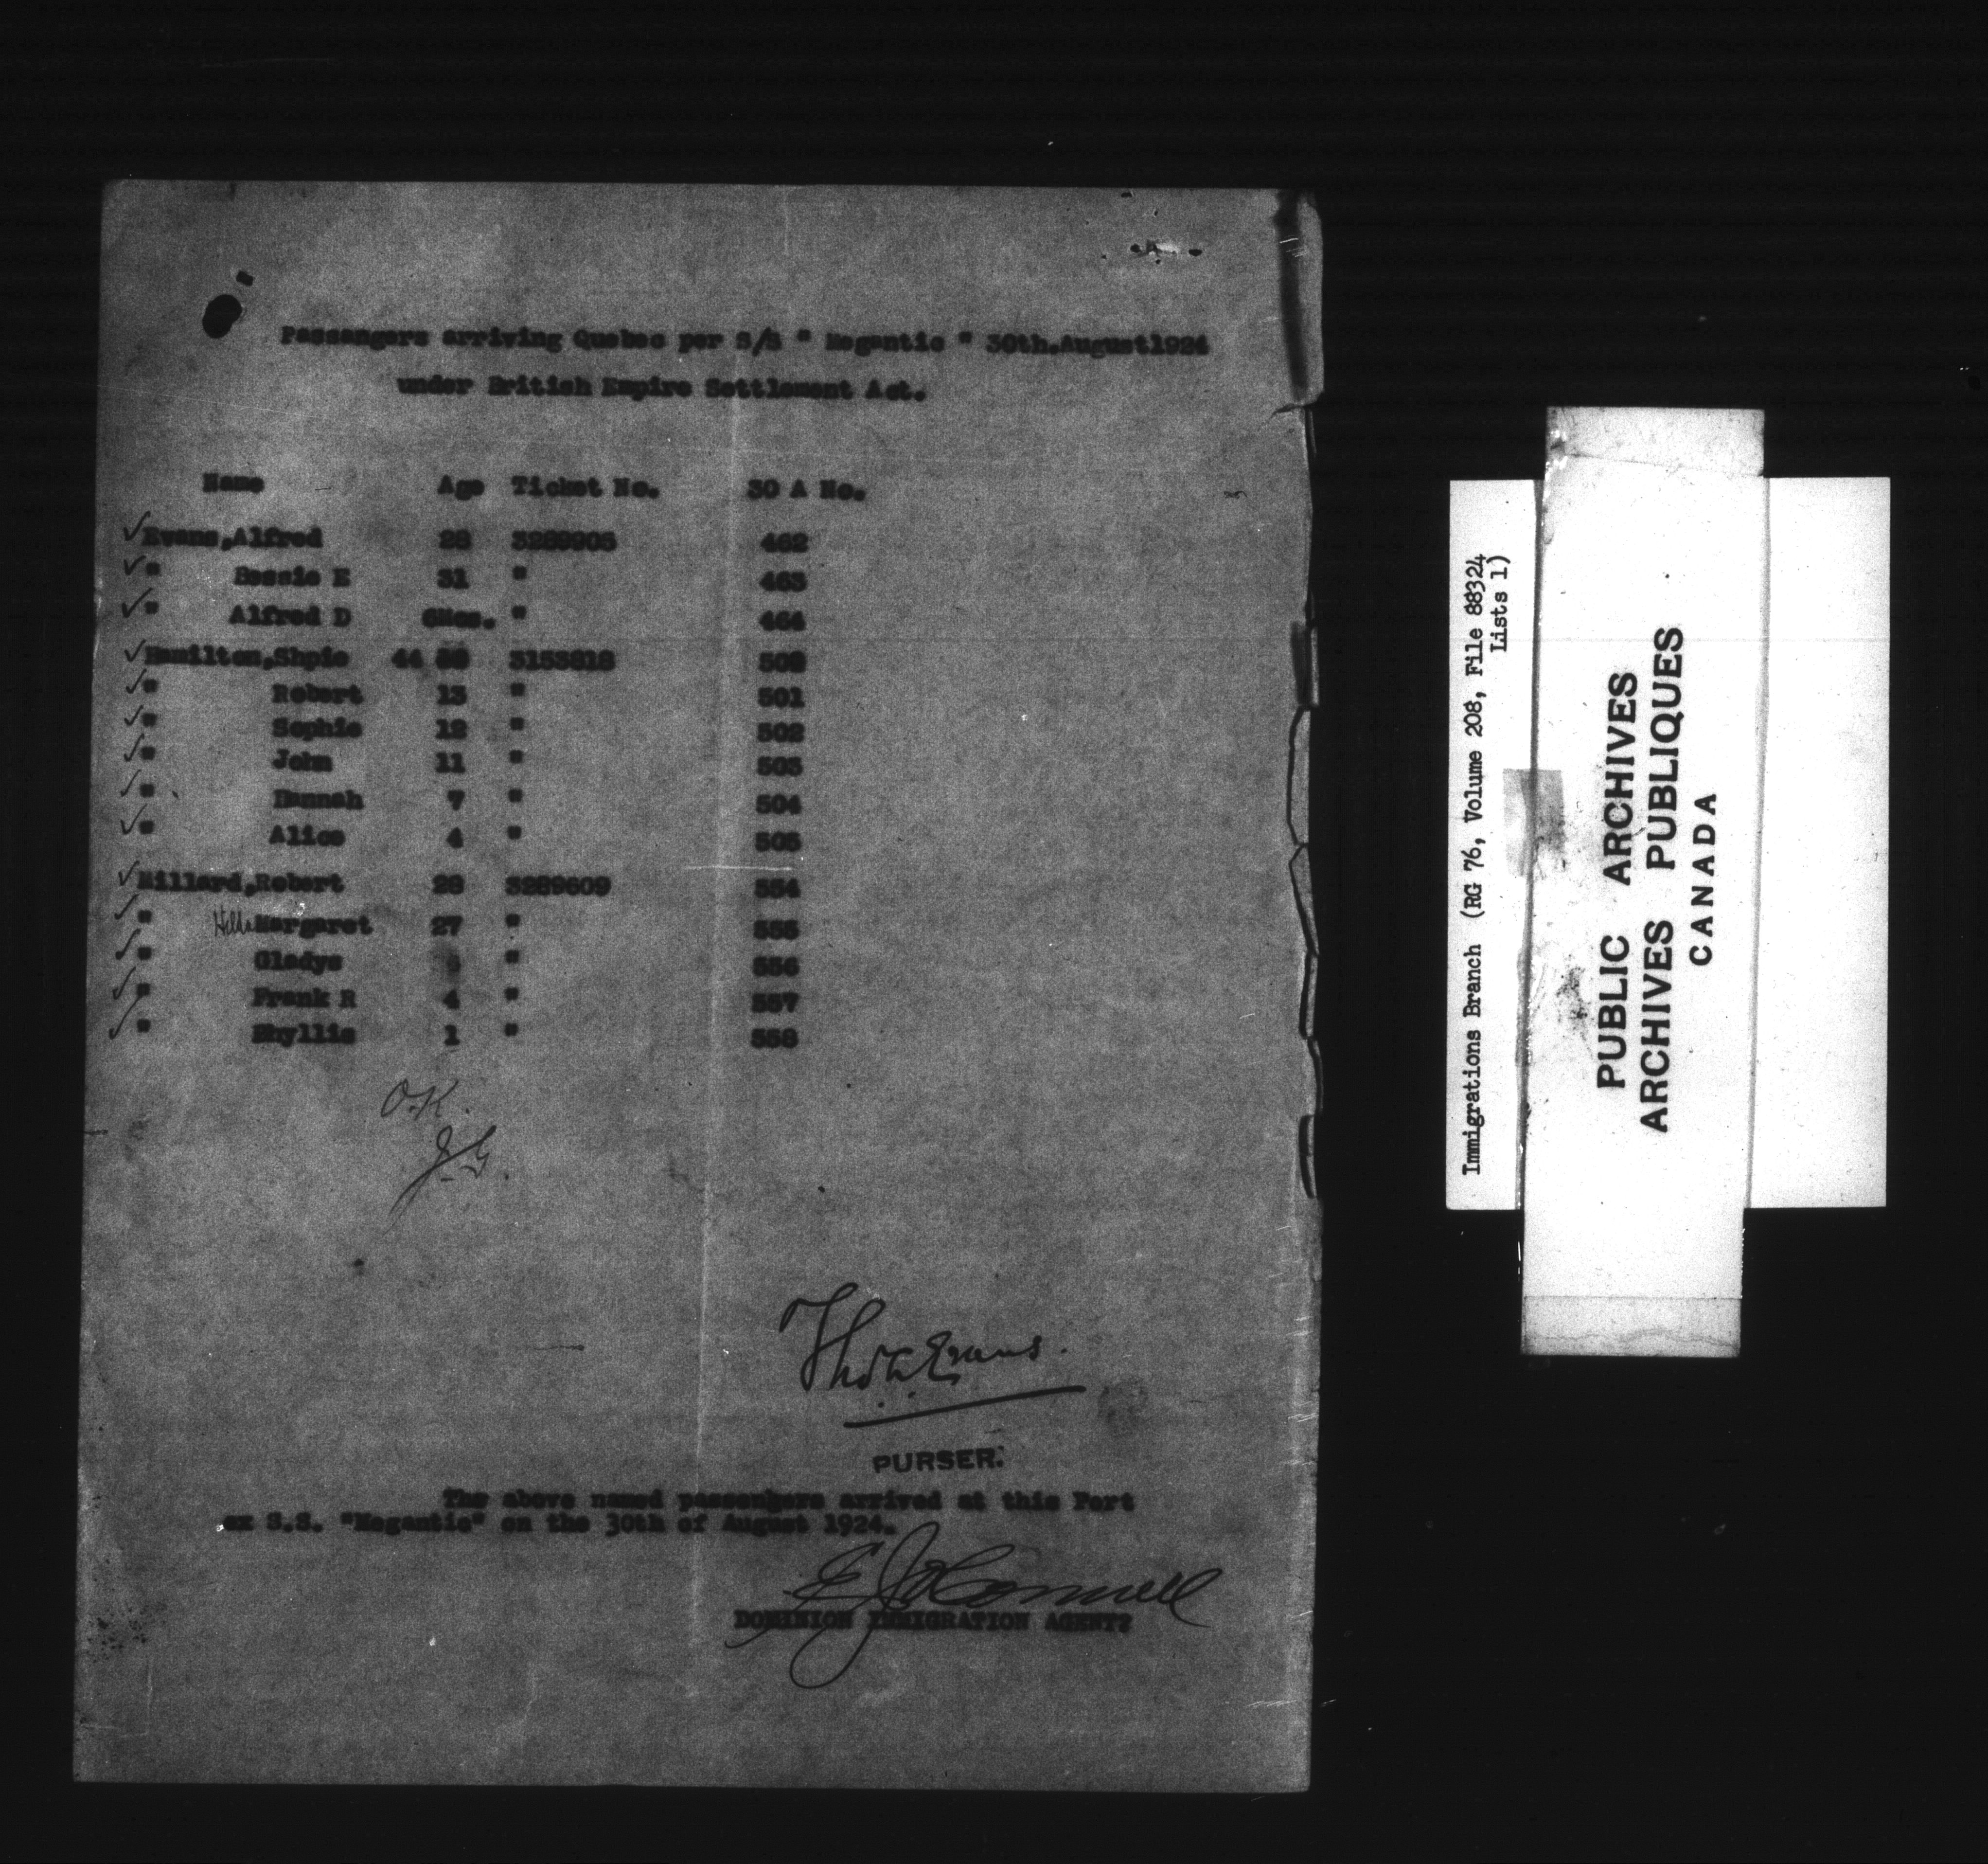 Passengers arriving Quebec per S/S " Megantic " 30th.August1924
under British Empire Settlement Act.
Name Age Ticket No. 30 A No.
✓Evans,Alfred 28 3289905 462
✓" Bessie E 31 " 463
✓" Alfred D 6Mos. " 464
✓Hamilton,Shpie 44 3153818 500
✓" Robert 13 " 501
✓" Sophie 12 " 502
✓" John 11 " 503
✓" Hannah 7 " 504
✓" Alice 4 " 505
✓Millard,Robert 28 3289609 554
✓" Hilda Margaret 27 " 555
✓" Gladys " 556
✓" Frank R 4 " 557
✓" Phyllis 1 " 558
O.K.
J.G.
Thos. Evans.
PURSER.
The above named passengers arrived at this Port
ex S.S. "Megantic" on the 30th of August 1924.
DOMINION IMMIGRATION AGENT?
Immigrations Branch (RG 76, Volume 208, File 88324
Lists 1)
PUBLIC ARCHIVES
ARCHIVES PUBLIQUES
CANADA